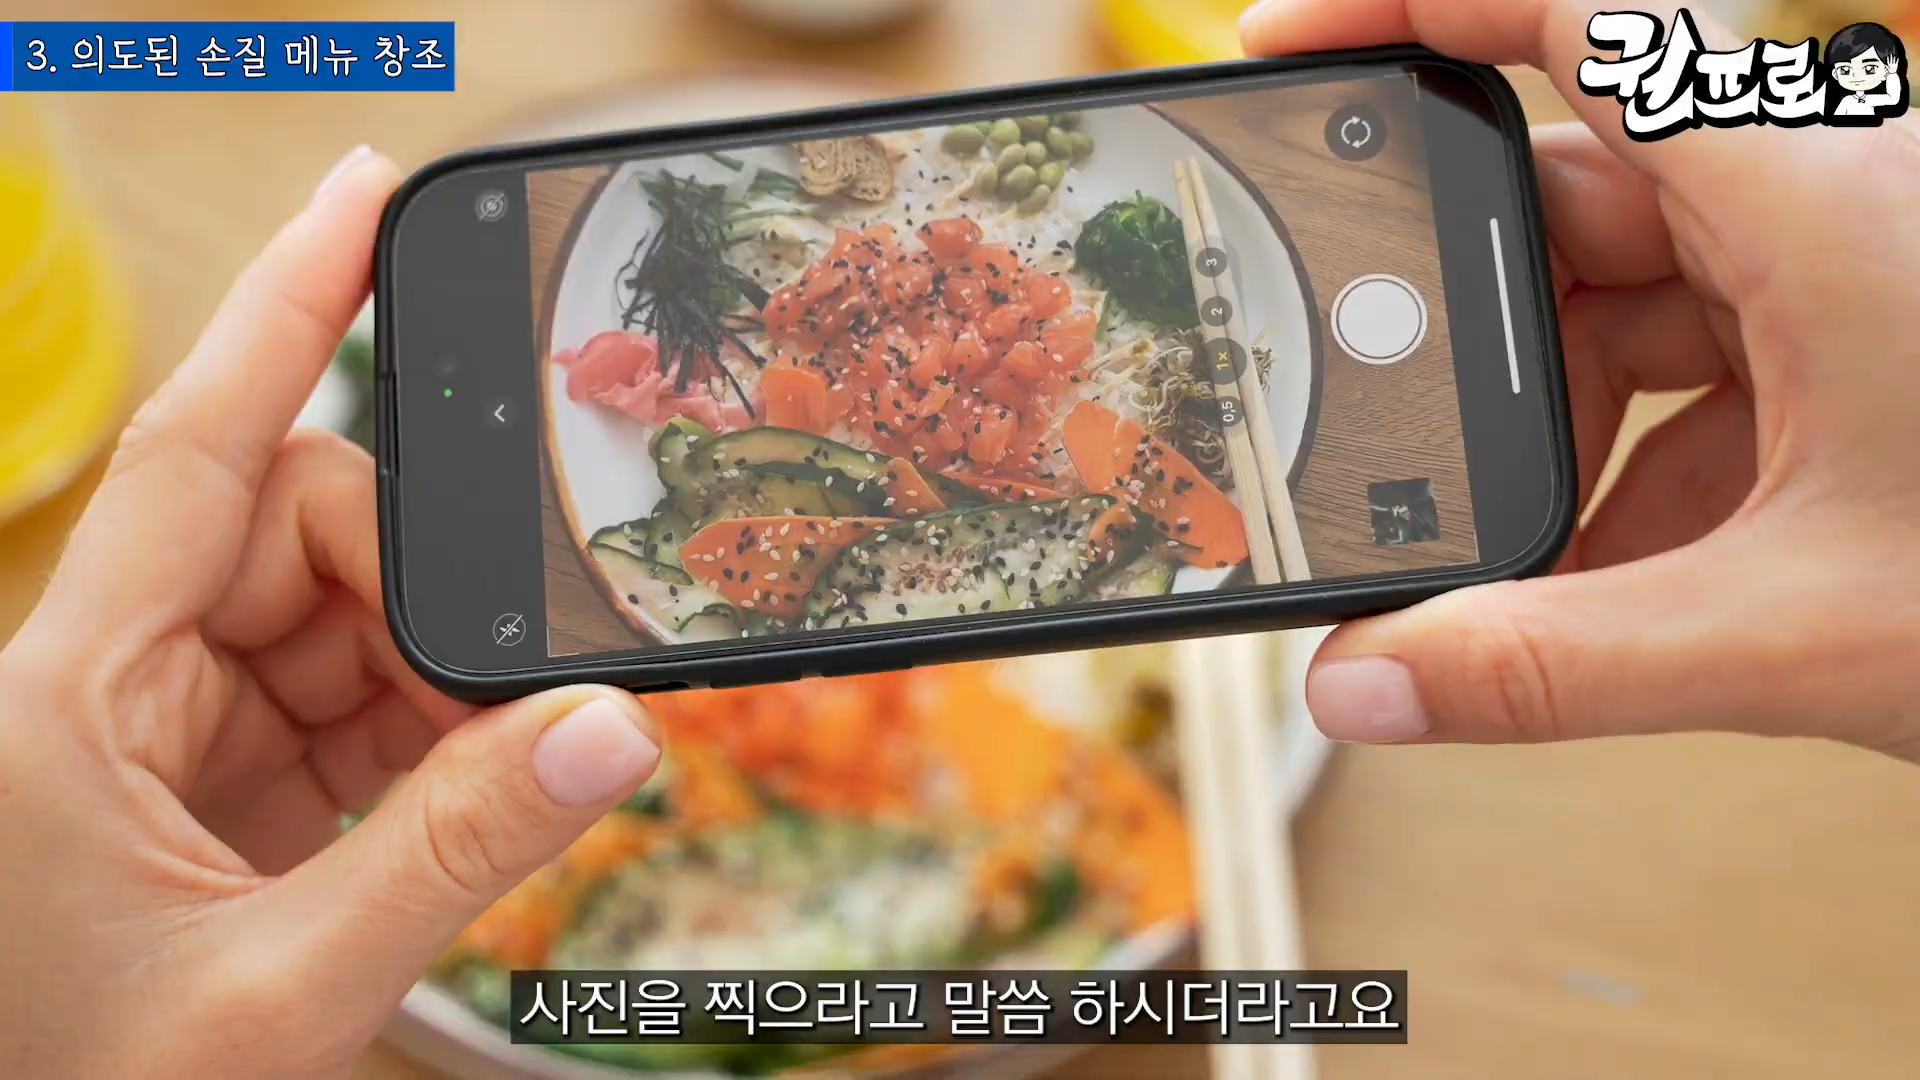 3. 의도된 손질 메뉴 창조
권프로
3
2
1×
0,5
사진을 찍으라고 말씀 하시더라고요